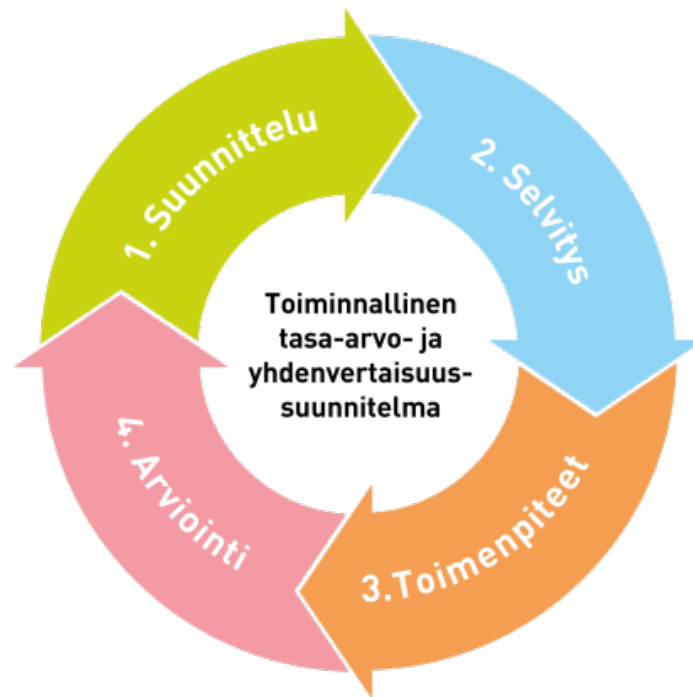 1. Suunnittelu
2. Selvitys
3.Toimenpiteet
4. Arviointi
Toiminnallinen
tasa-arvo- ja
yhdenvertaisuus-
suunnitelma